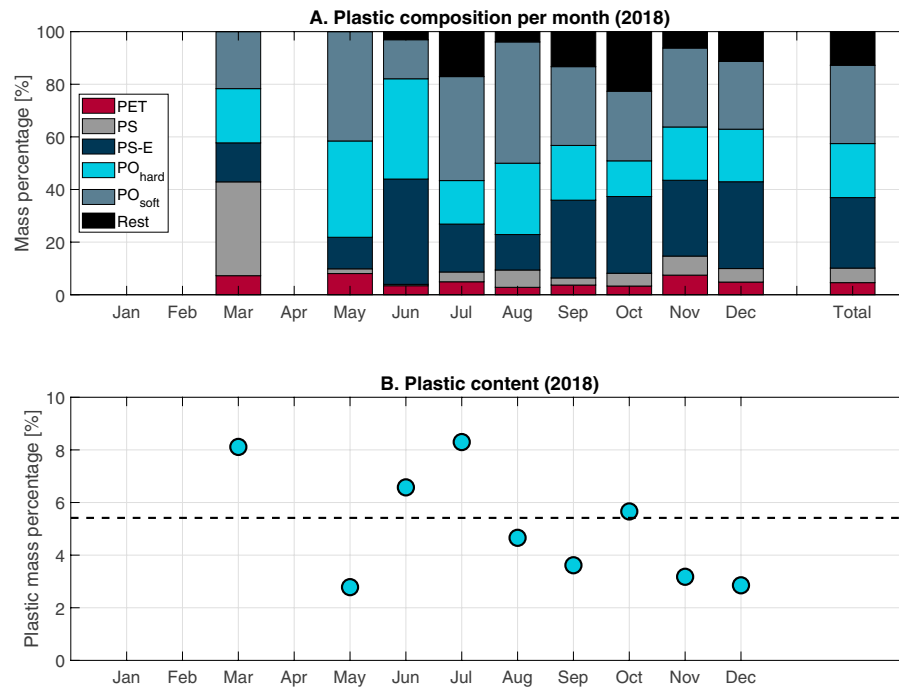 A. Plastic composition per month (2018)
Mass percentage [%]
100
80
60
40
20
0
PET
PS
PS-E
PO_hard
PO_soft
Rest
Jan Feb Mar Apr May Jun Jul Aug Sep Oct Nov Dec Total
B. Plastic content (2018)
Plastic mass percentage [%]
10
8
6
4
2
0
Jan Feb Mar Apr May Jun Jul Aug Sep Oct Nov Dec